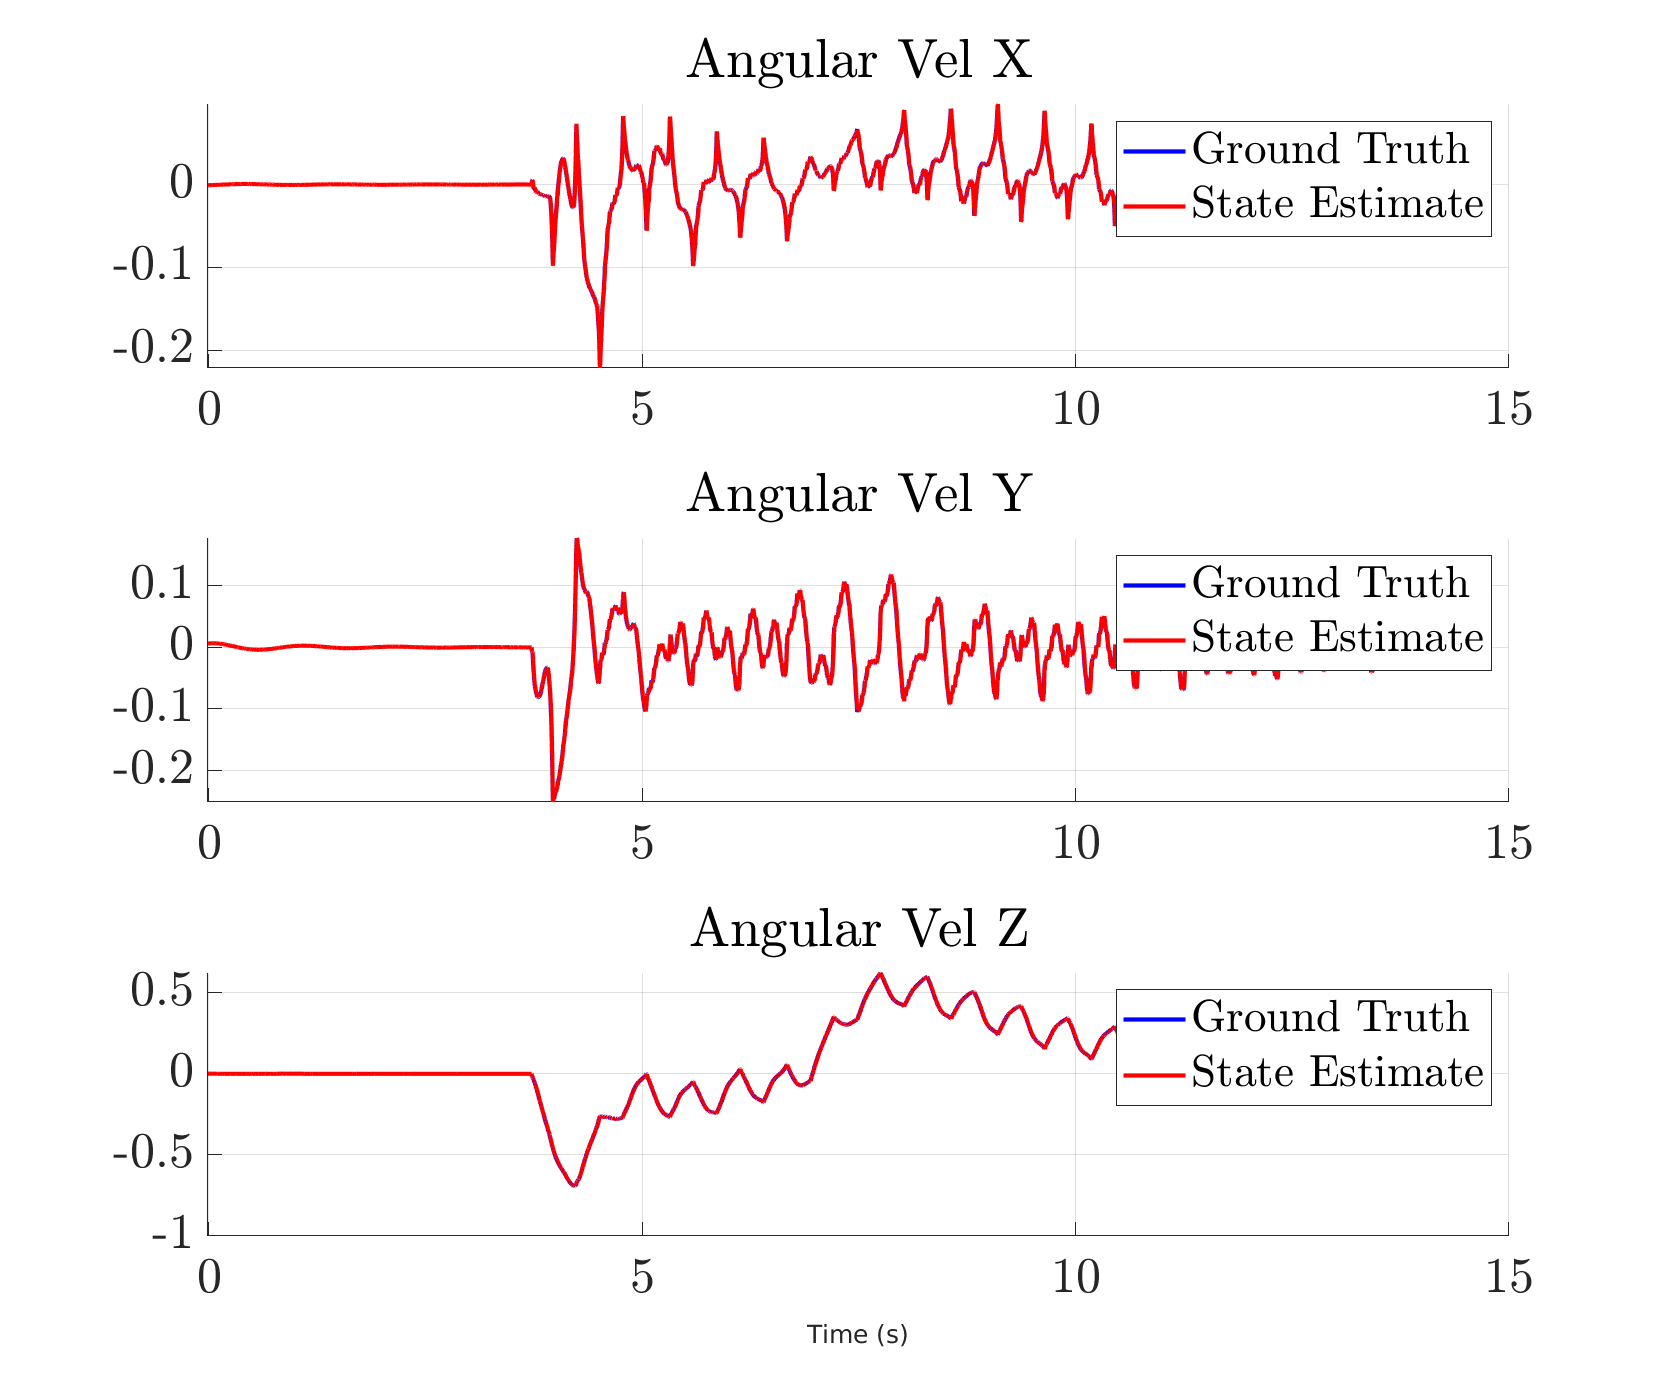 Angular Vel X
0
-0.1
-0.2
Ground Truth
State Estimate
0 5 10 15
Angular Vel Y
0.1
0
-0.1
-0.2
Ground Truth
State Estimate
0 5 10 15
Angular Vel Z
0.5
0
-0.5
-1
Ground Truth
State Estimate
0 5 10 15
Time (s)